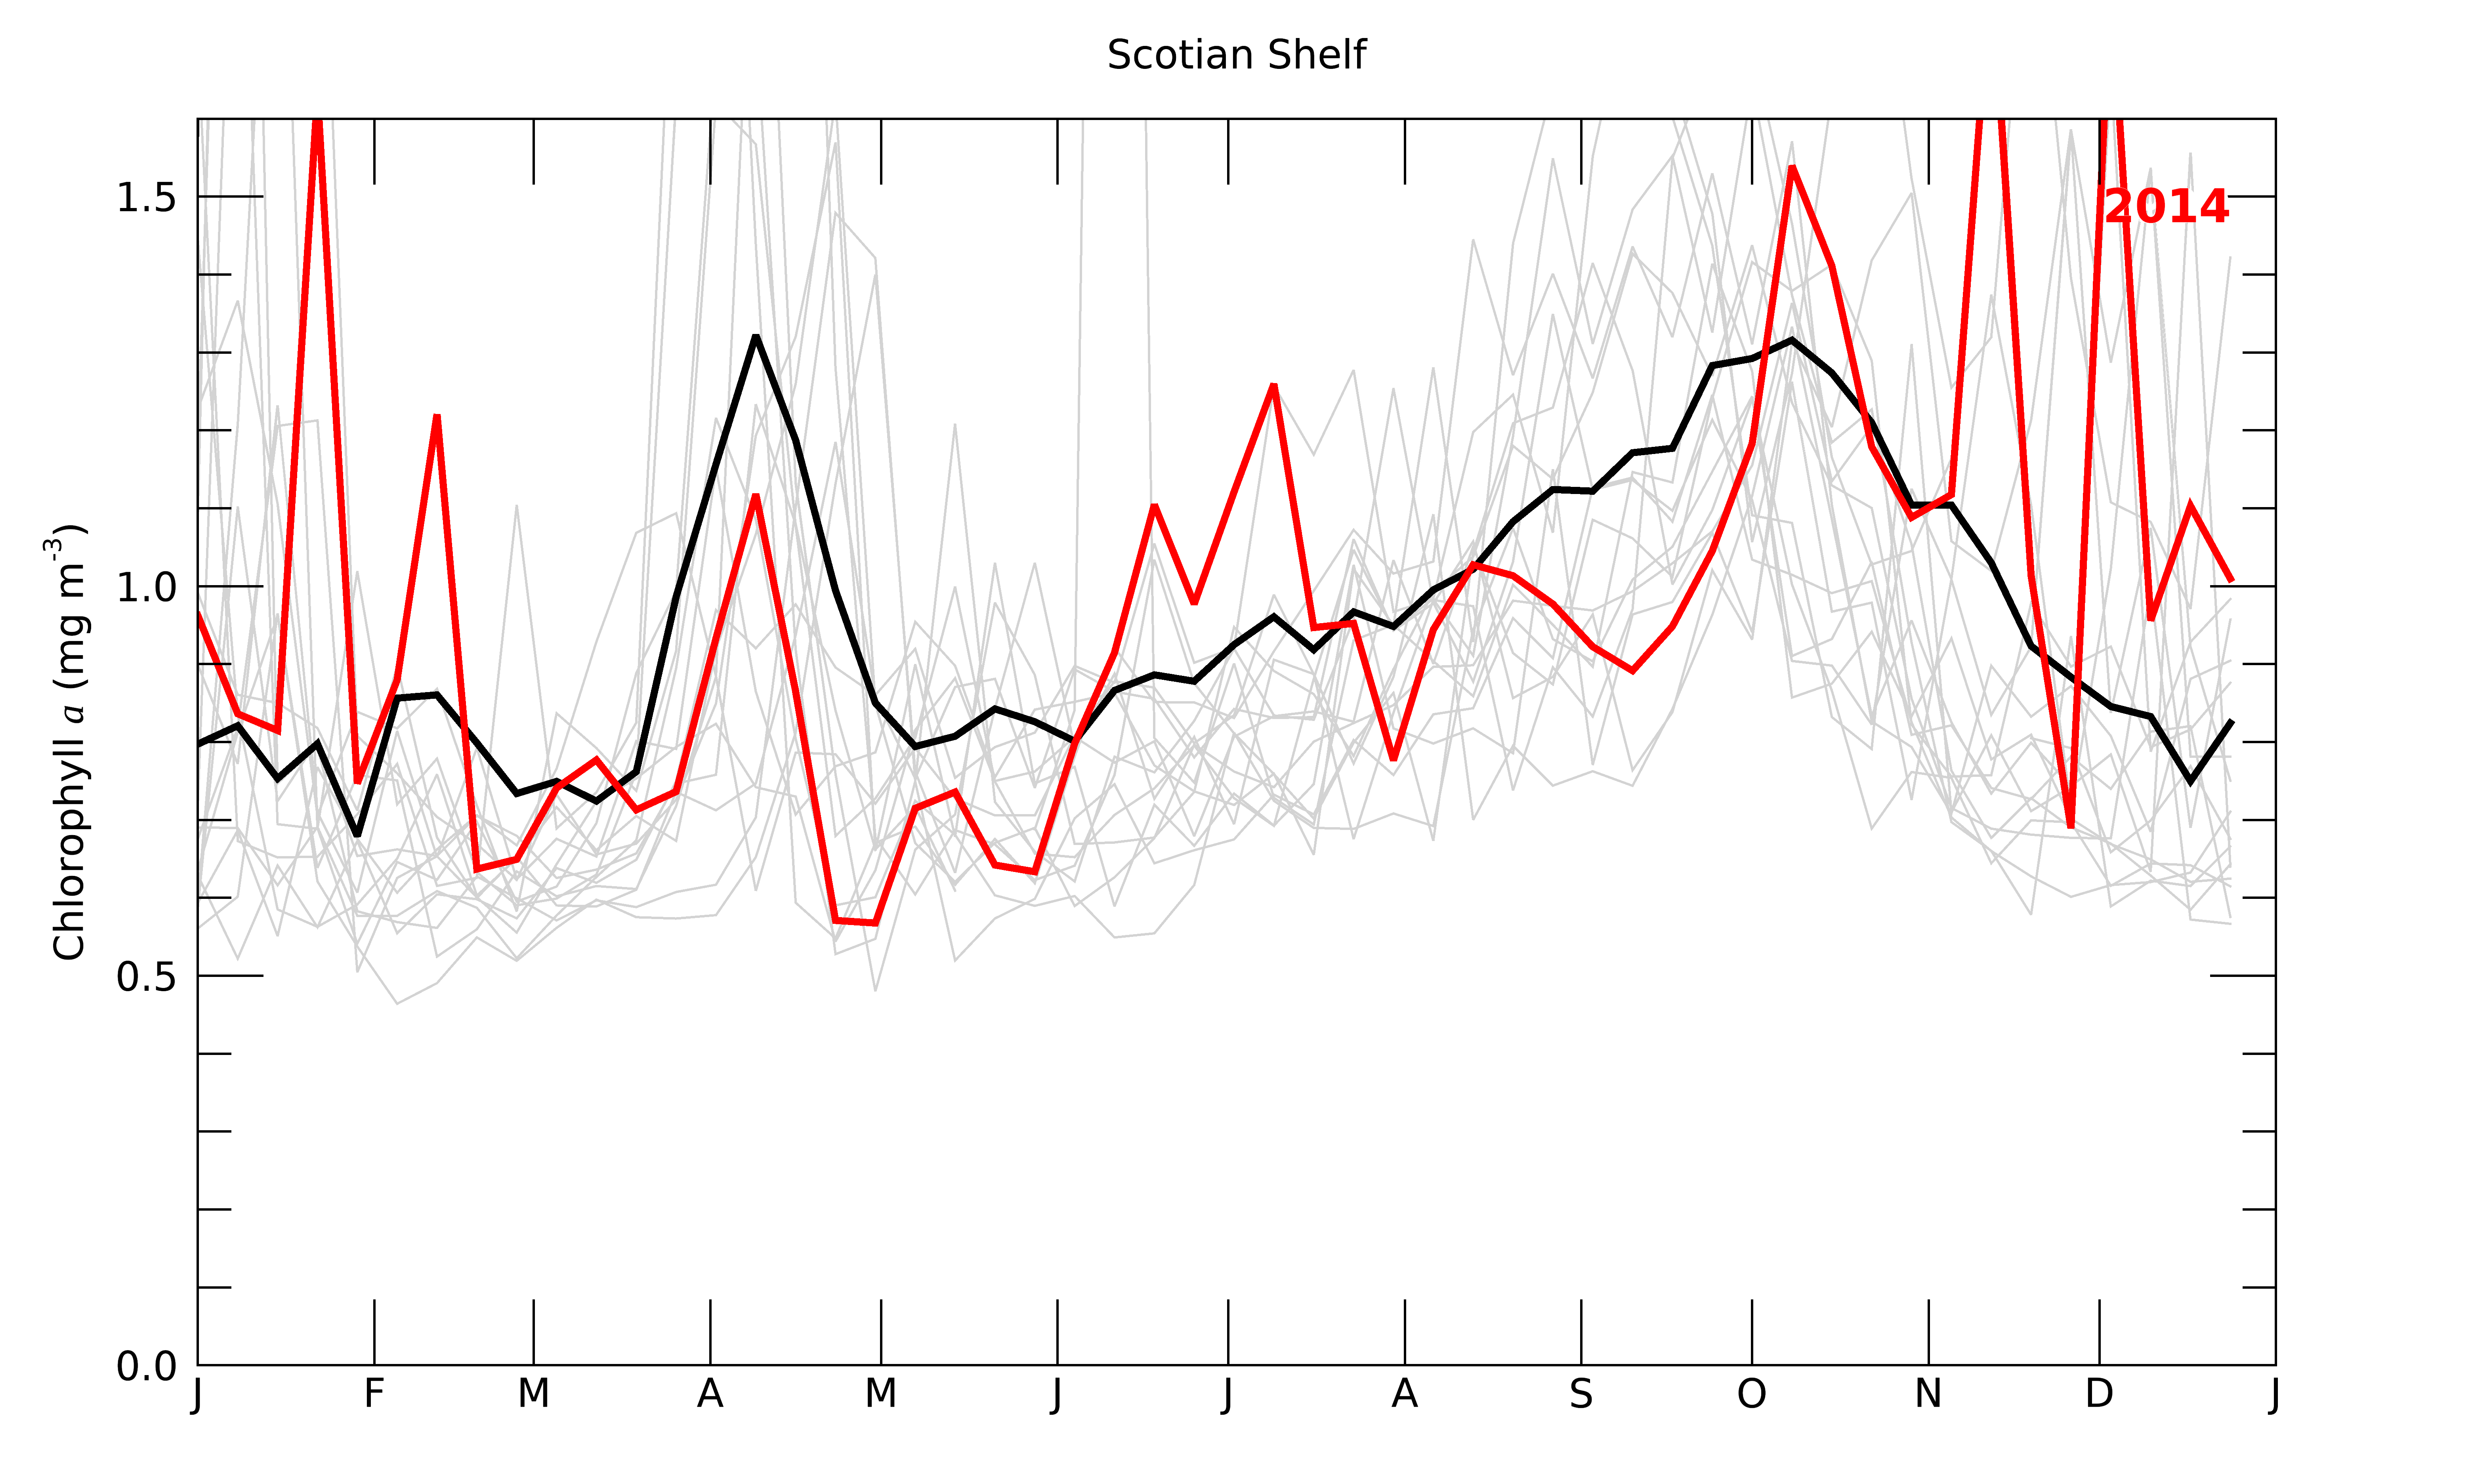 Scotian Shelf
2014
Chlorophyll a (mg m⁻³)
1.5
1.0
0.5
0.0
J F M A M J J A S O N D J